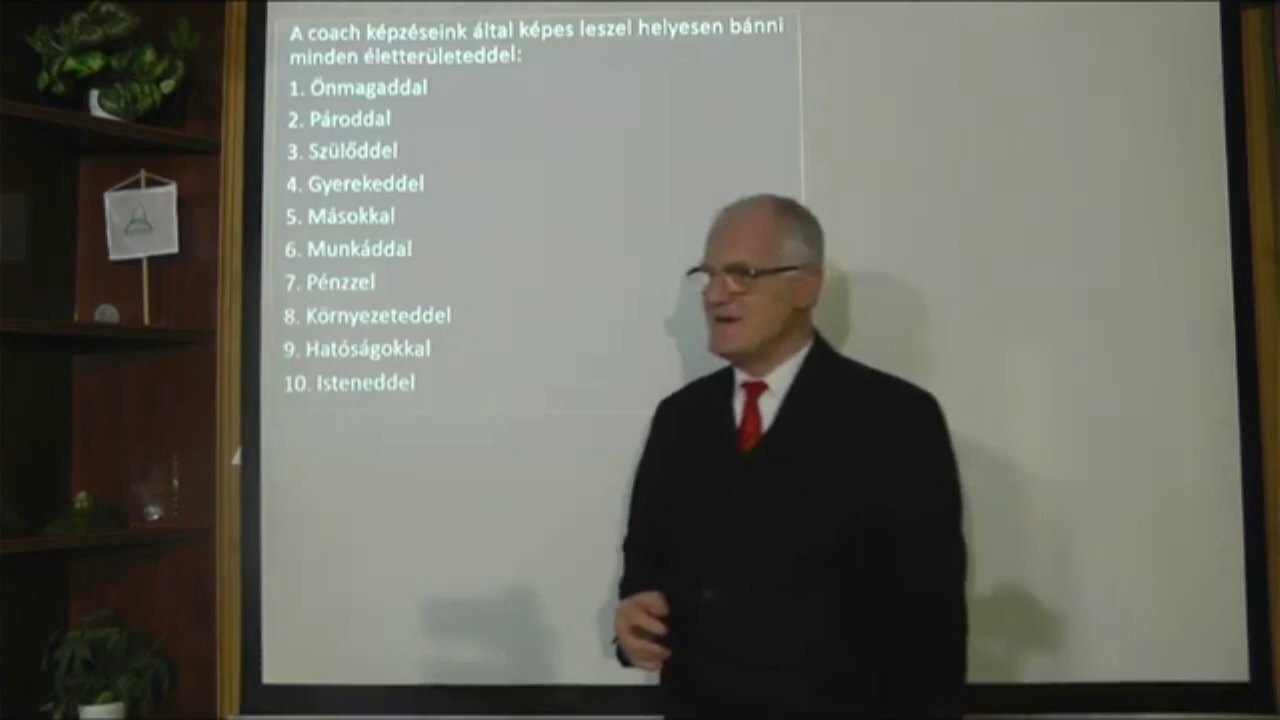 A coach képzéseink által képes leszel helyesen bánni
minden életterületeddel:
1. Önmagaddal
2. Pároddal
3. Szülőddel
4. Gyerekeddel
5. Másokkal
6. Munkáddal
7. Pénzzel
8. Környezeteddel
9. Hatóságokkal
10. Isteneddel